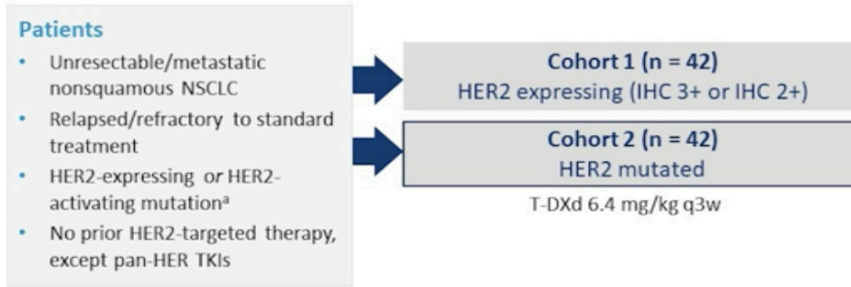 Patients
• Unresectable/metastatic
nonsquamous NSCLC
• Relapsed/refractory to standard
treatment
• HER2-expressing or HER2-
activating mutationᵃ
• No prior HER2-targeted therapy,
except pan-HER TKIs
Cohort 1 (n = 42)
HER2 expressing (IHC 3+ or IHC 2+)
Cohort 2 (n = 42)
HER2 mutated
T-DXd 6.4 mg/kg q3w